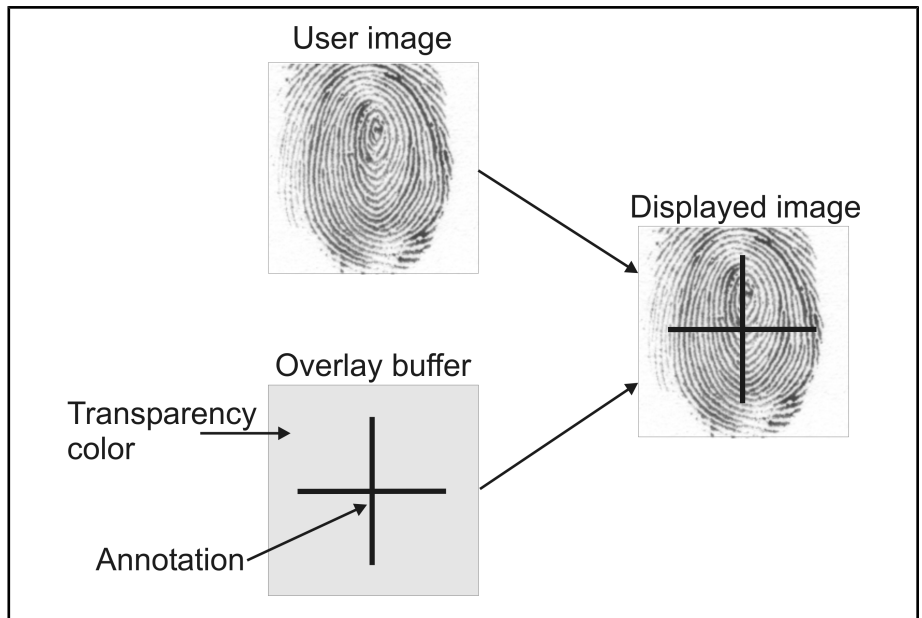 User image
Displayed image
Overlay buffer
Transparency
color
Annotation